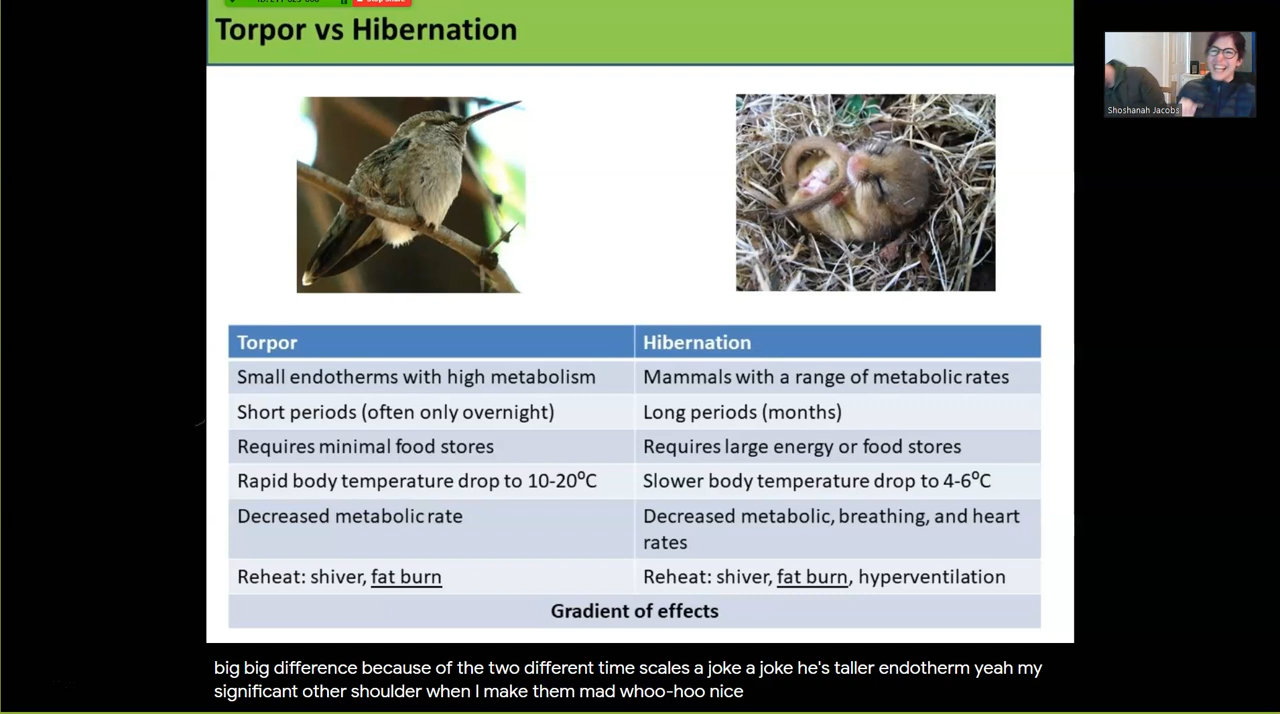 Torpor vs Hibernation
Shoshanah Jacobs
Torpor Hibernation
Small endotherms with high metabolism Mammals with a range of metabolic rates
Short periods (often only overnight) Long periods (months)
Requires minimal food stores Requires large energy or food stores
Rapid body temperature drop to 10-20⁰C Slower body temperature drop to 4-6⁰C
Decreased metabolic rate Decreased metabolic, breathing, and heart
rates
Reheat: shiver, fat burn Reheat: shiver, fat burn, hyperventilation
Gradient of effects
big big difference because of the two different time scales a joke a joke he's taller endotherm yeah my
significant other shoulder when I make them mad whoo-hoo nice